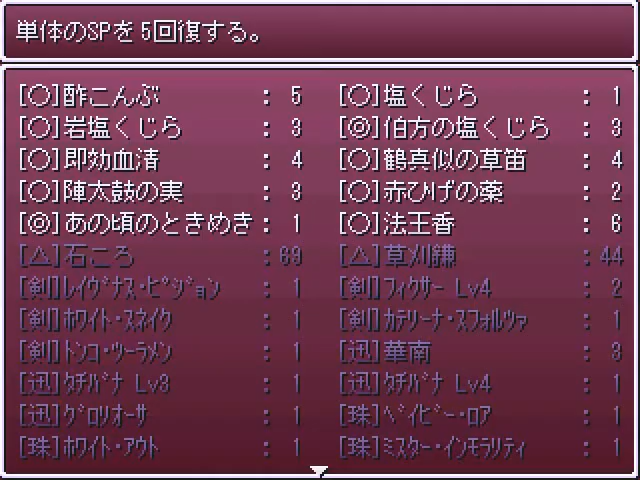 単体のSPを 5回復する。
[○]酢こんぶ : 5 [○]塩くじら : 1
[○]岩塩くじら : 3 [◎]伯方の塩くじら : 3
[○]即効血清 : 4 [○]鶴真似の草笛 : 4
[○]陣太鼓の実 : 3 [○]赤ひげの薬 : 2
[◎]あの頃のときめき : 1 [○]法王香 : 6
[△]石ころ :99 [△]草刈鎌 :44
[剣]ﾚｲｳﾞﾅｽ･ﾋﾟｼﾞｮﾝ : 1 [剣]ﾌｨｸｻｰ Lv4 : 2
[剣]ﾎﾜｲﾄ･ｽﾈｲｸ : 1 [剣]ｶﾃﾘｰﾅ･ｽﾌｫﾙﾂｧ : 1
[剣]ﾄﾝｺ･ﾂｰﾗﾒﾝ : 1 [迅]華南 : 3
[迅]ﾀﾁﾊﾞﾅ Lv3 : 1 [迅]ﾀﾁﾊﾞﾅ Lv4 : 1
[迅]ｸﾞﾛﾘｵｰｻ : 1 [珠]ﾍﾞｲﾋﾞｰ･ﾛｱ : 1
[珠]ﾎﾜｲﾄ･ｱｳﾄ : 1 [珠]ﾐｽﾀｰ･ｲﾝﾓﾗﾘﾃｨ : 1